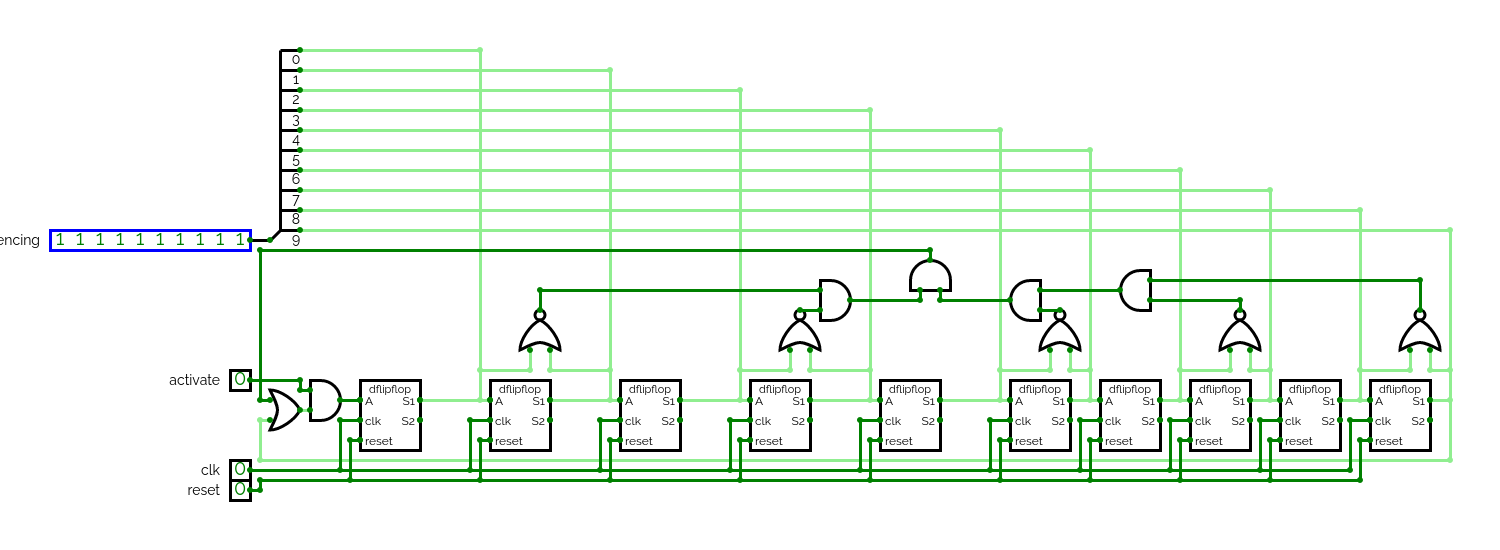 0
1
2
3
4
5
6
7
8
9
encing 1 1 1 1 1 1 1 1 1 1
activate 0
dflipflop dflipflop dflipflop dflipflop dflipflop dflipflop dflipflop dflipflop dflipflop dflipflop
A S1 A S1 A S1 A S1 A S1 A S1 A S1 A S1 A S1 A S1
clk S2 clk S2 clk S2 clk S2 clk S2 clk S2 clk S2 clk S2 clk S2 clk S2
reset reset reset reset reset reset reset reset reset reset
clk 0
reset 0